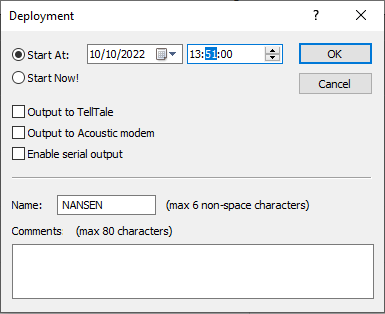 Deployment ? ×
Start At: 10/10/2022 13:51:00 OK
Start Now! Cancel
Output to TellTale
Output to Acoustic modem
Enable serial output
Name: NANSEN (max 6 non-space characters)
Comments (max 80 characters)